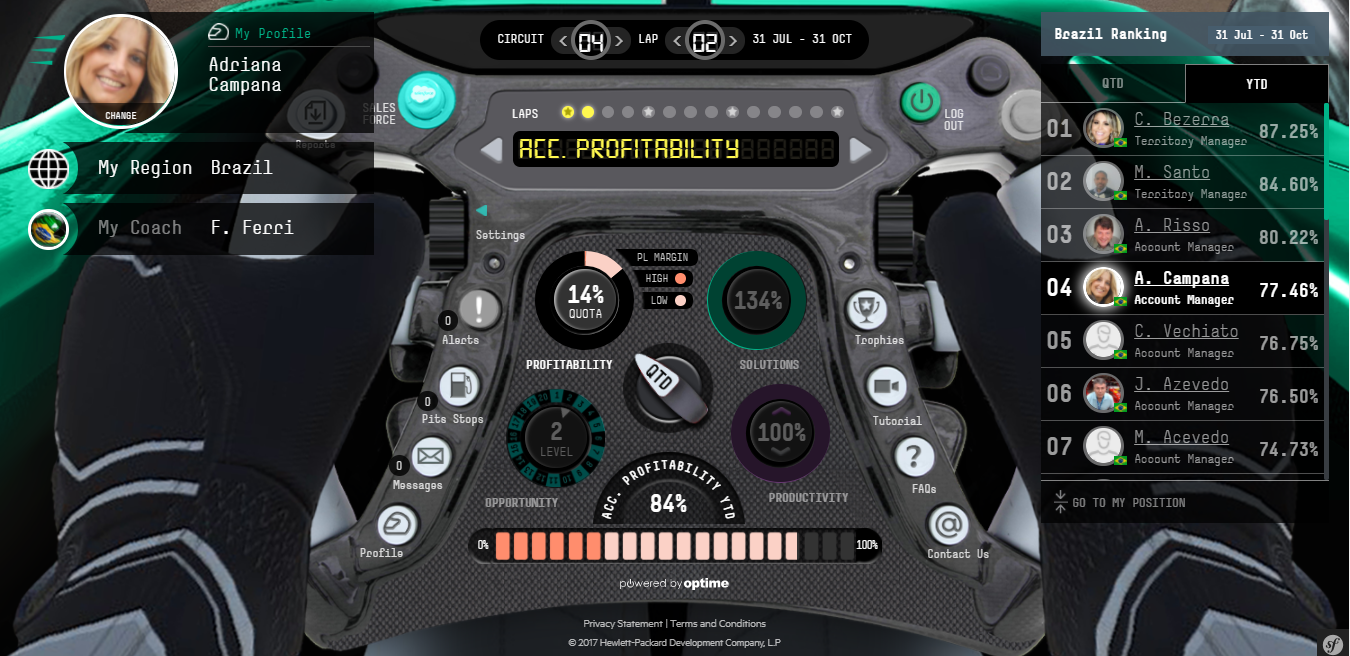 My Profile
Adriana
Campana
CHANGE
My Region Brazil
My Coach F. Ferri
CIRCUIT < 04 > LAP < 02 > 31 JUL - 31 OCT
Reports
SALES
FORCE
LAPS
ACC. PROFITABILITY
LOG
OUT
Settings
0
Alerts
0
Pits Stops
0
Messages
Profile
14%
QUOTA
PL MARGIN
HIGH
LOW
PROFITABILITY
134%
SOLUTIONS
QTD
2
LEVEL
OPPORTUNITY
100%
PRODUCTIVITY
ACC. PROFITABILITY YTD
84%
0%
100%
Trophies
Tutorial
?
FAQs
@
Contact Us
powered by optime
Privacy Statement | Terms and Conditions
© 2017 Hewlett-Packard Development Company, L.P
Brazil Ranking 31 Jul - 31 Oct
QTD YTD
01 C. Bezerra 87.25%
Territory Manager
02 M. Santo 84.60%
Territory Manager
03 A. Risso 80.22%
Account Manager
04 A. Campana 77.46%
Account Manager
05 C. Vechiato 76.75%
Account Manager
06 J. Azevedo 76.50%
Account Manager
07 M. Acevedo 74.73%
Account Manager
GO TO MY POSITION
sf